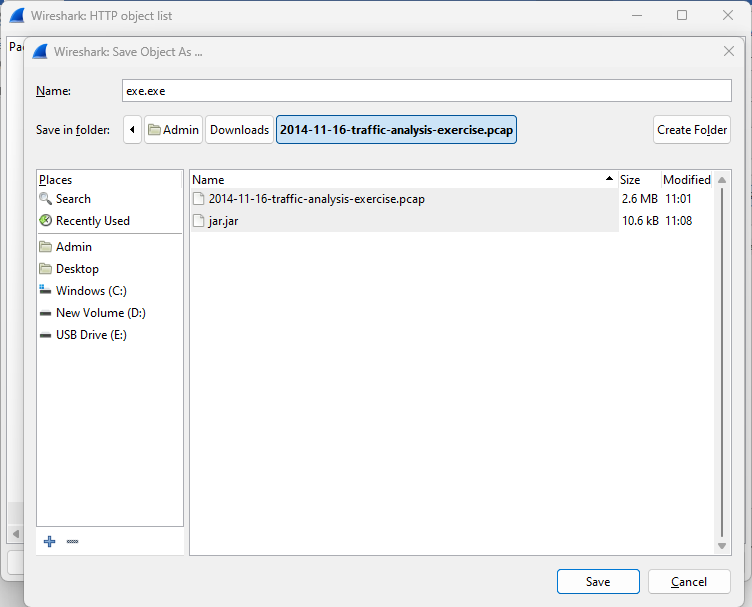 Wireshark: HTTP object list
Pac
Wireshark: Save Object As ...
Name: exe.exe
Save in folder: Admin Downloads 2014-11-16-traffic-analysis-exercise.pcap Create Folder
Places Name Size Modified
Search 2014-11-16-traffic-analysis-exercise.pcap 2.6 MB 11:01
Recently Used jar.jar 10.6 kB 11:08
Admin
Desktop
Windows (C:)
New Volume (D:)
USB Drive (E:)
Save Cancel